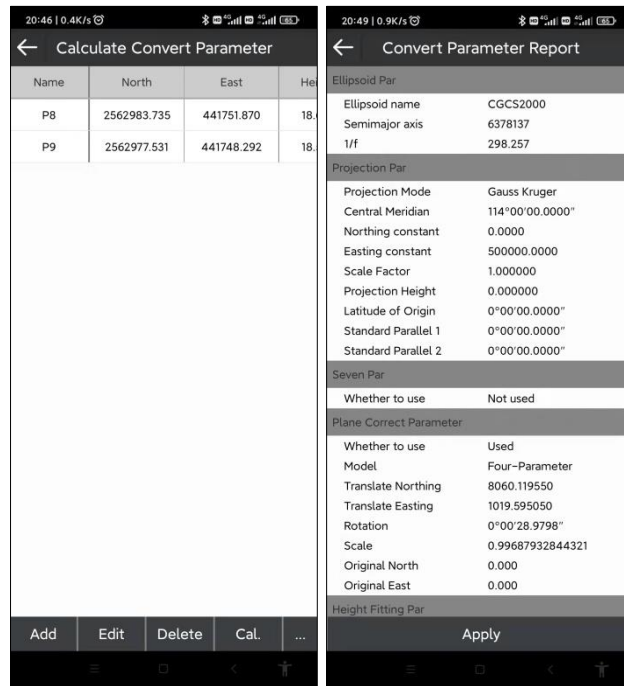 20:46 | 0.4K/s
4G
4G
65
Calculate Convert Parameter
Name North East Hei
P8 2562983.735 441751.870 18.
P9 2562977.531 441748.292 18.
Add Edit Delete Cal. ...
20:49 | 0.9K/s
4G
4G
65
Convert Parameter Report
Ellipsoid Par
Ellipsoid name CGCS2000
Semimajor axis 6378137
1/f 298.257
Projection Par
Projection Mode Gauss Kruger
Central Meridian 114°00'00.0000"
Northing constant 0.0000
Easting constant 500000.0000
Scale Factor 1.000000
Projection Height 0.000000
Latitude of Origin 0°00'00.0000"
Standard Parallel 1 0°00'00.0000"
Standard Parallel 2 0°00'00.0000"
Seven Par
Whether to use Not used
Plane Correct Parameter
Whether to use Used
Model Four-Parameter
Translate Northing 8060.119550
Translate Easting 1019.595050
Rotation 0°00'28.9798"
Scale 0.99687932844321
Original North 0.000
Original East 0.000
Height Fitting Par
Apply